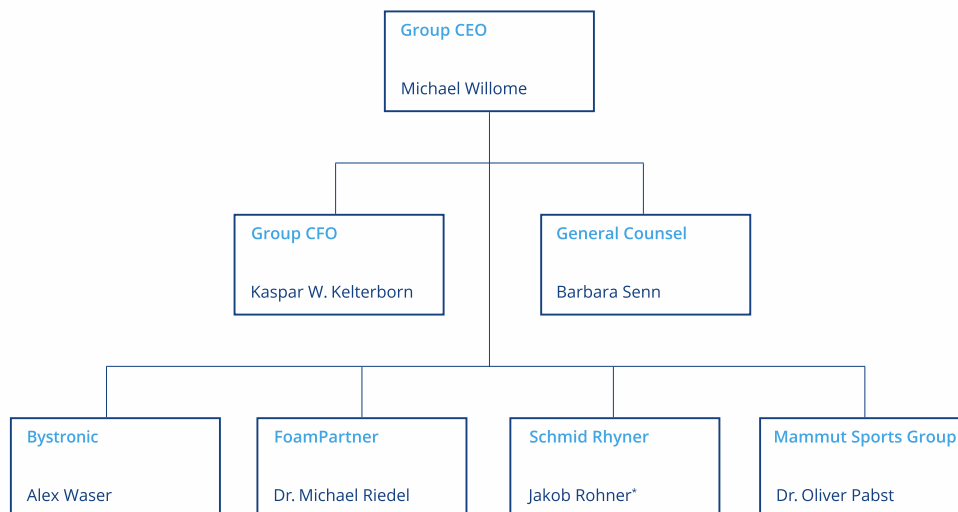 Group CEO
Michael Willome
Group CFO
Kaspar W. Kelterborn
General Counsel
Barbara Senn
Bystronic
Alex Waser
FoamPartner
Dr. Michael Riedel
Schmid Rhyner
Jakob Rohner*
Mammut Sports Group
Dr. Oliver Pabst